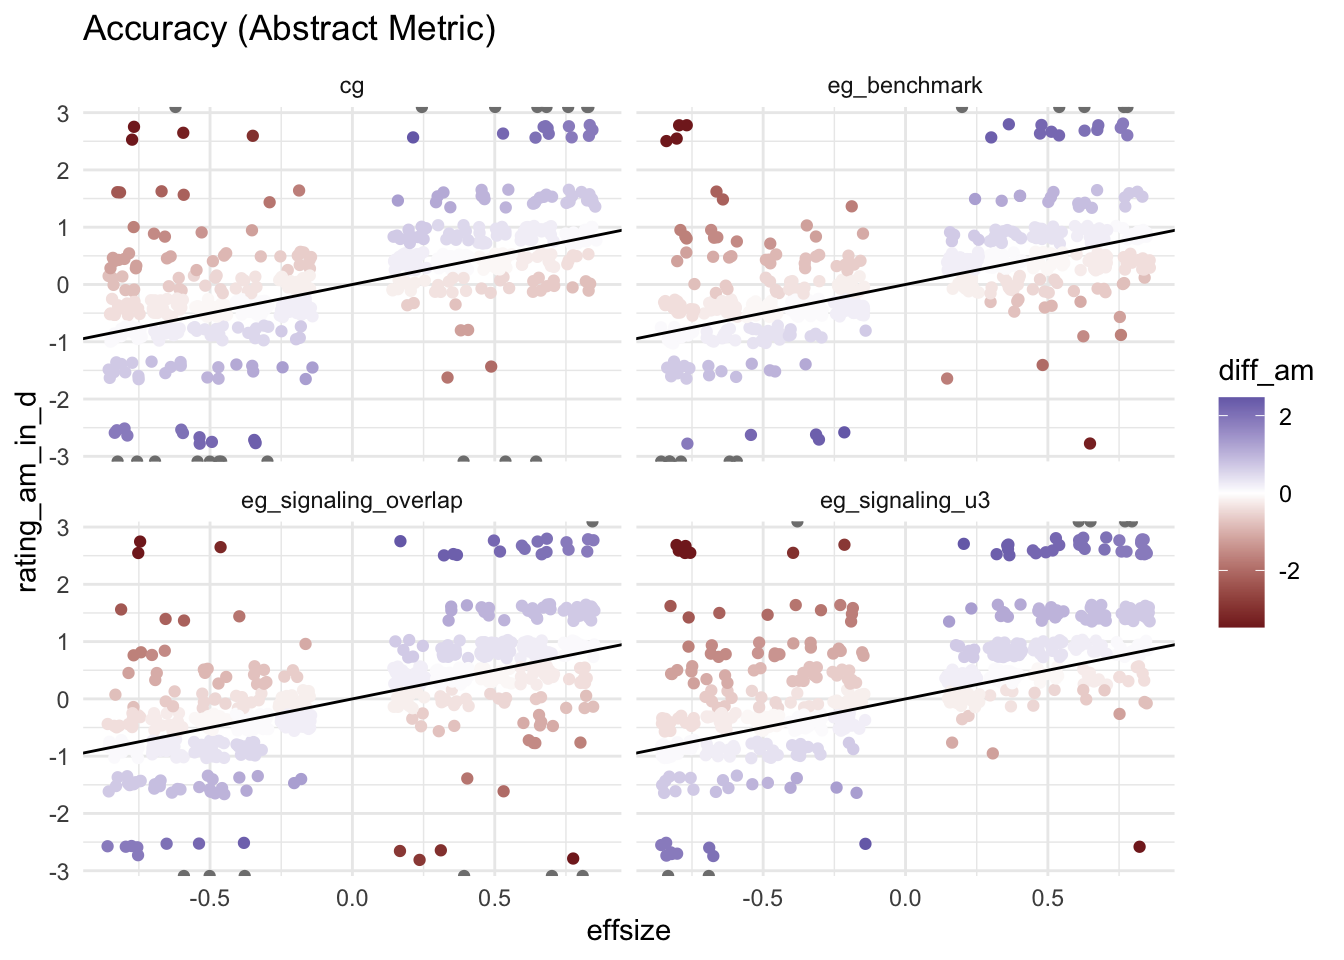 Accuracy (Abstract Metric)
cg
eg_benchmark
3
2
1
0
-1
-2
-3
eg_signaling_overlap
eg_signaling_u3
3
2
1
0
-1
-2
-3
rating_am_in_d
-0.5
0.0
0.5
-0.5
0.0
0.5
effsize
diff_am
2
0
-2